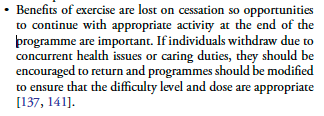 • Benefits of exercise are lost on cessation so opportunities
to continue with appropriate activity at the end of the
programme are important. If individuals withdraw due to
concurrent health issues or caring duties, they should be
encouraged to return and programmes should be modified
to ensure that the difficulty level and dose are appropriate
[137, 141].